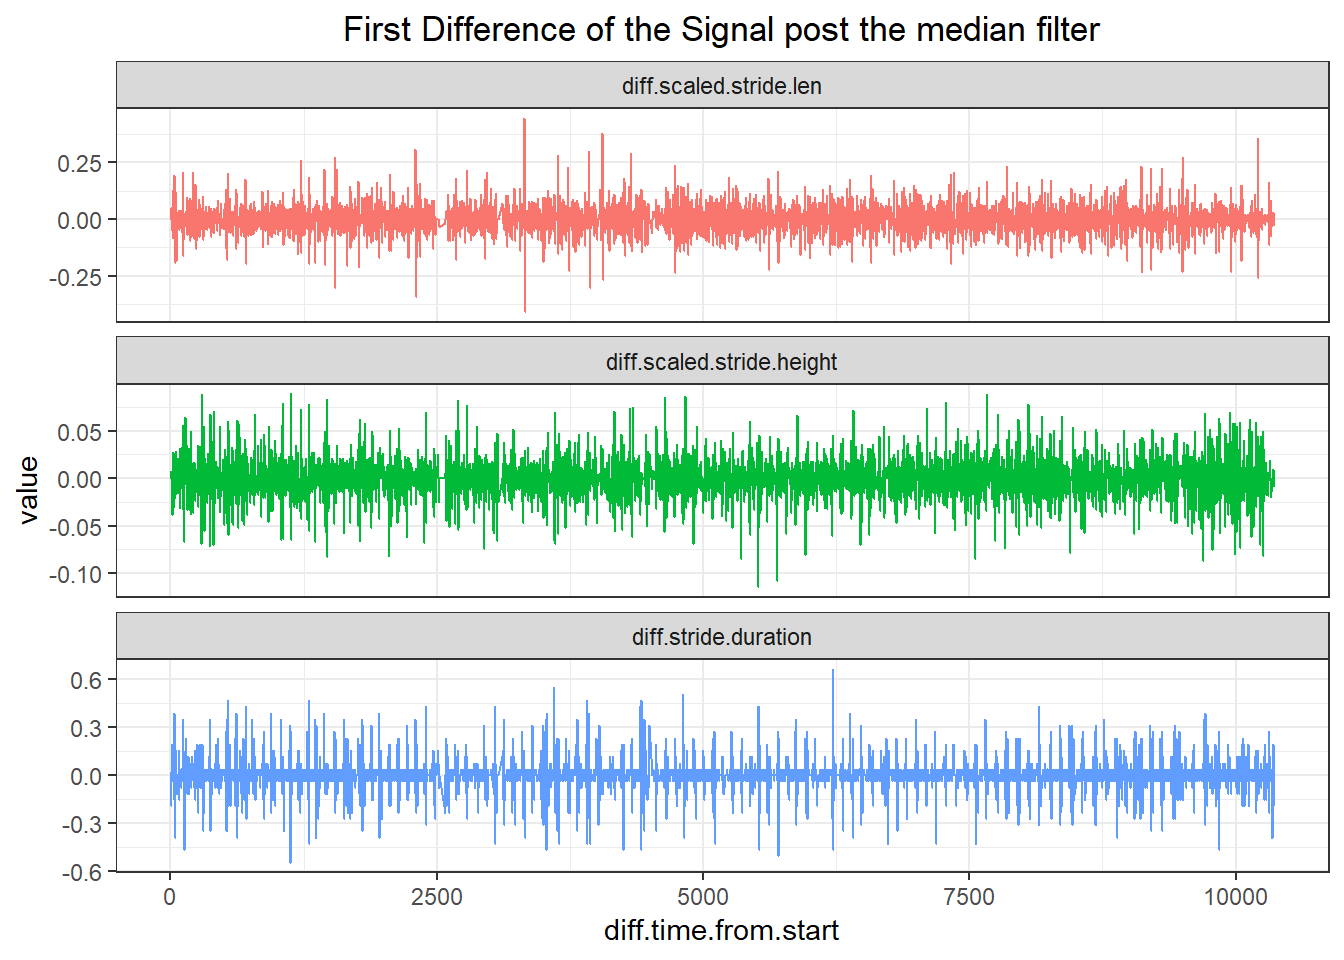 First Difference of the Signal post the median filter
diff.scaled.stride.len
0.25
0.00
-0.25
diff.scaled.stride.height
0.05
0.00
-0.05
-0.10
value
diff.stride.duration
0.6
0.3
0.0
-0.3
-0.6
0 2500 5000 7500 10000
diff.time.from.start